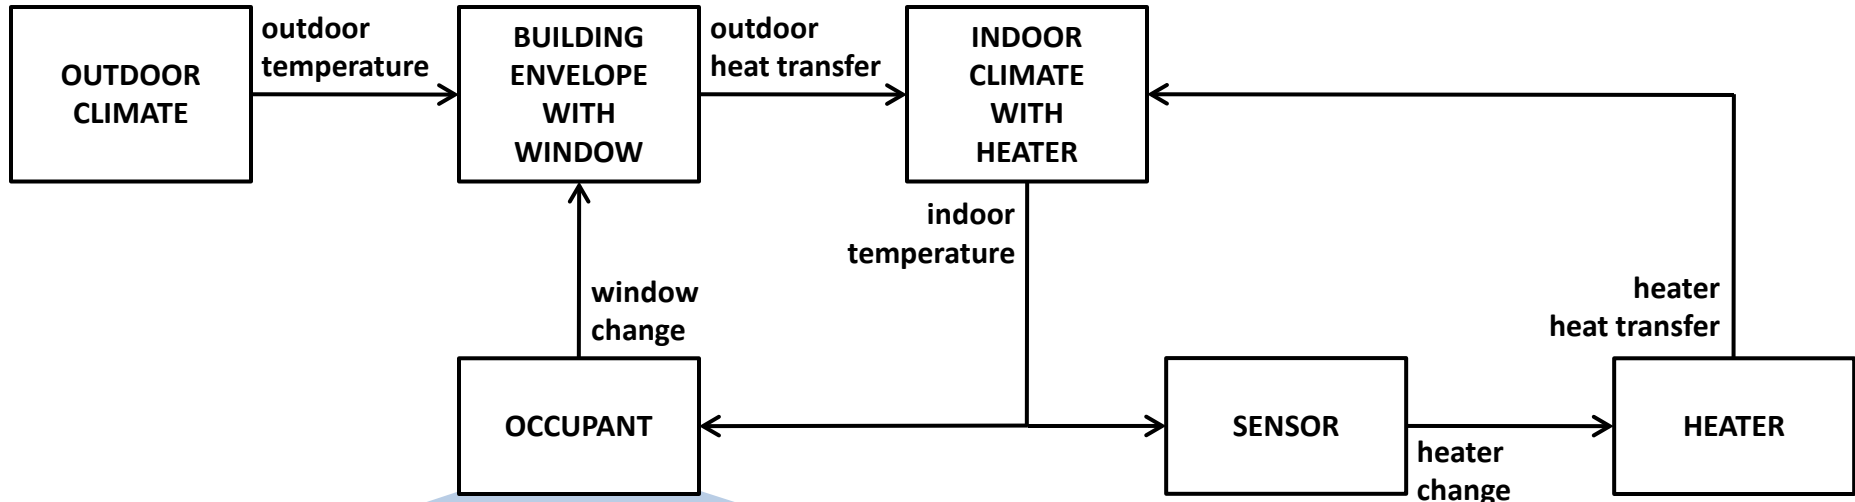 OUTDOOR
CLIMATE
outdoor
temperature
BUILDING
ENVELOPE
WITH
WINDOW
outdoor
heat transfer
INDOOR
CLIMATE
WITH
HEATER
indoor
temperature
window
change
heater
heat transfer
OCCUPANT
SENSOR
heater
change
HEATER